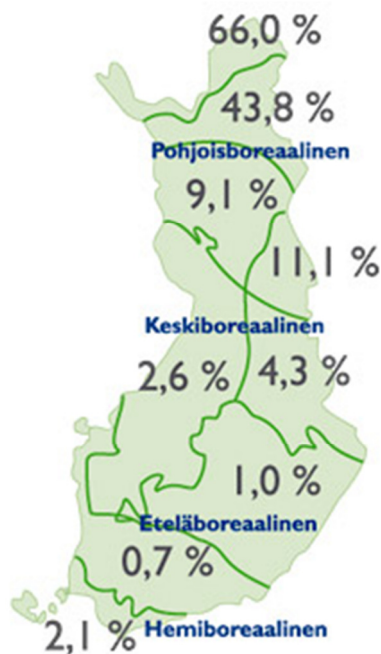 66,0 %
43,8 %
Pohjoisboreaalinen
9,1 %
11,1 %
Keskiboreaalinen
2,6 %
4,3 %
1,0 %
Eteläboreaalinen
0,7 %
2,1 %
Hemiboreaalinen